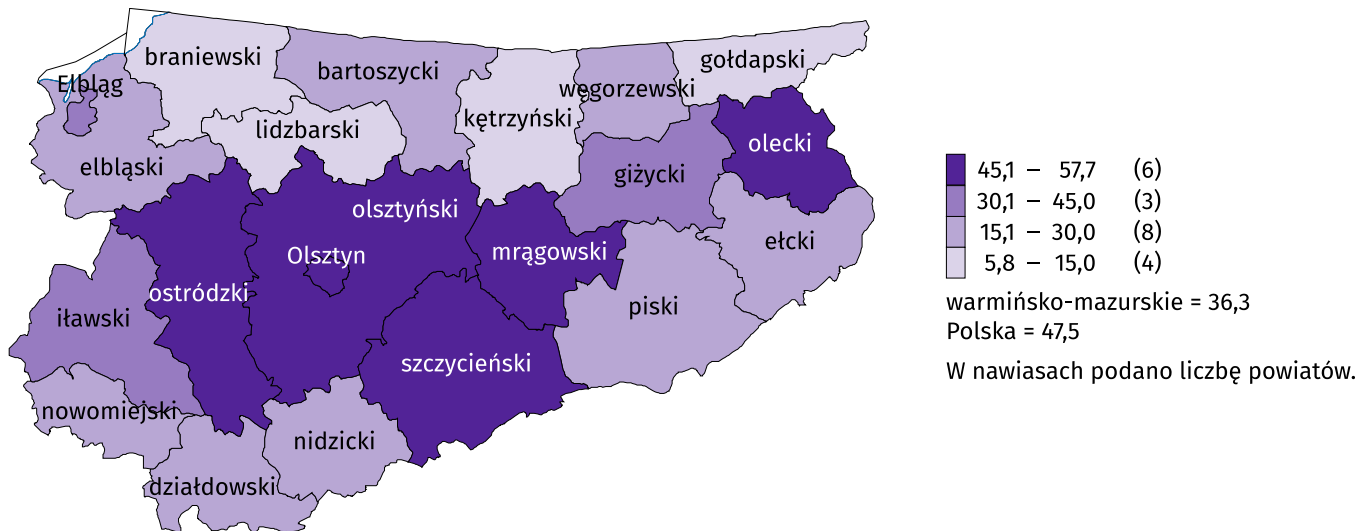 braniewski
bartoszycki
gołdapski
Elbląg
węgorzewski
kętrzyński
lidzbarski
olecki
elbląski
giżycki
olsztyński
ełcki
Olsztyn
mrągowski
ostródzki
piski
iławski
szczycieński
nowomiejski
nidzicki
działdowski
45,1 – 57,7 (6)
30,1 – 45,0 (3)
15,1 – 30,0 (8)
5,8 – 15,0 (4)
warmińsko-mazurskie = 36,3
Polska = 47,5
W nawiasach podano liczbę powiatów.